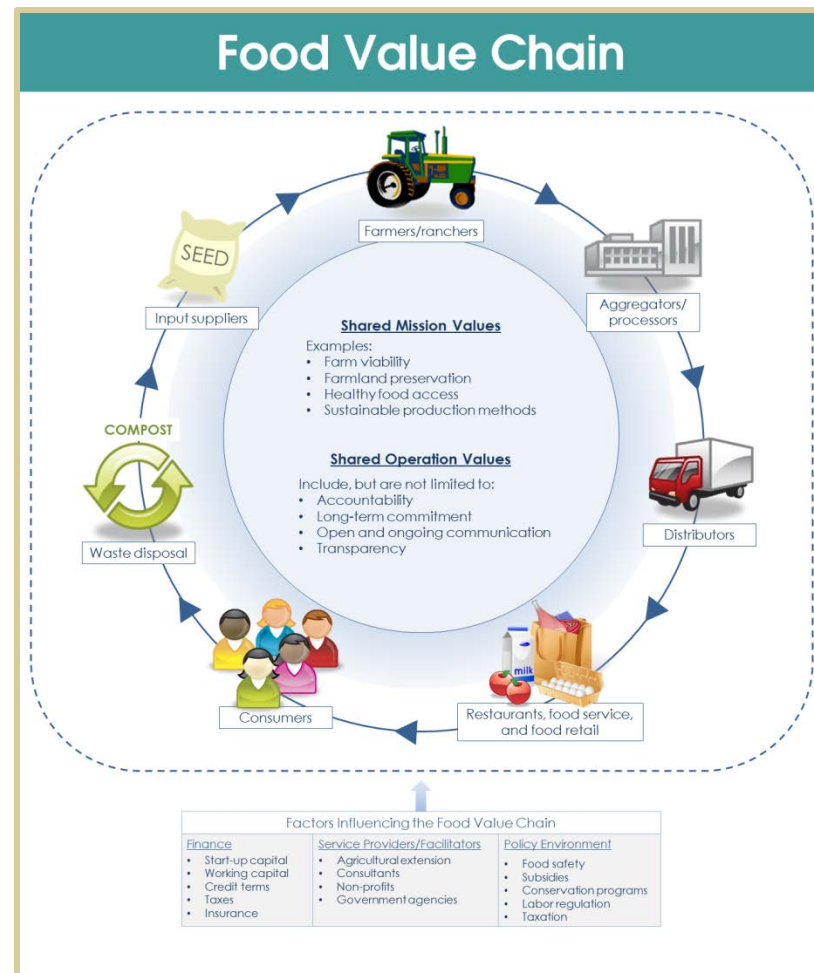 Food Value Chain
Farmers/ranchers
SEED
Input suppliers
Aggregators/
processors
Shared Mission Values
Examples:
• Farm viability
• Farmland preservation
• Healthy food access
• Sustainable production methods
COMPOST
Waste disposal
Shared Operation Values
Include, but are not limited to:
• Accountability
• Long-term commitment
• Open and ongoing communication
• Transparency
Distributors
milk
Consumers
Restaurants, food service,
and food retail
Factors Influencing the Food Value Chain
Finance
• Start-up capital
• Working capital
• Credit terms
• Taxes
• Insurance
Service Providers/Facilitators
• Agricultural extension
• Consultants
• Non-profits
• Government agencies
Policy Environment
• Food safety
• Subsidies
• Conservation programs
• Labor regulation
• Taxation